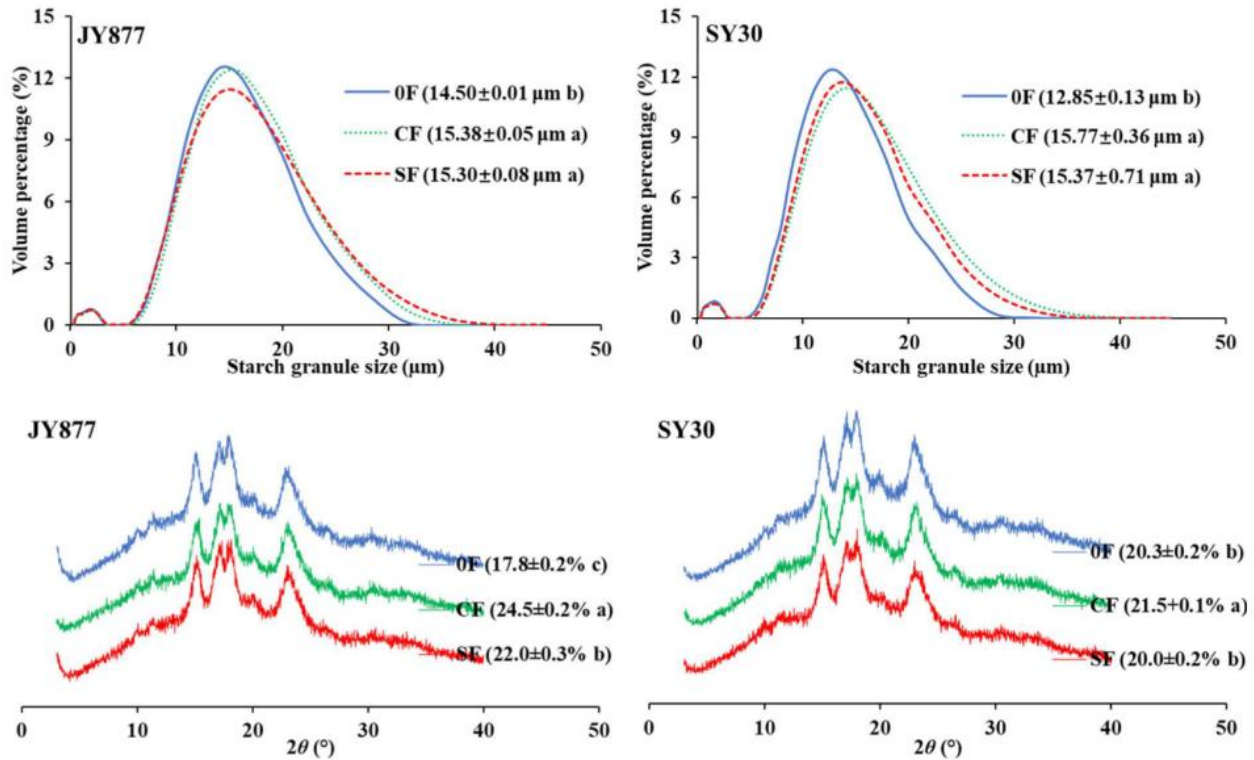 JY877
15
12
9
6
3
0
Volume percentage (%)
0F (14.50±0.01 μm b)
CF (15.38±0.05 μm a)
SF (15.30±0.08 μm a)
0 10 20 30 40 50
Starch granule size (μm)
SY30
15
12
9
6
3
0
Volume percentage (%)
0F (12.85±0.13 μm b)
CF (15.77±0.36 μm a)
SF (15.37±0.71 μm a)
0 10 20 30 40 50
Starch granule size (μm)
JY877
0F (17.8±0.2% c)
CF (24.5±0.2% a)
SF (22.0±0.3% b)
0 10 20 30 40 50
2θ (°)
SY30
0F (20.3±0.2% b)
CF (21.5+0.1% a)
SF (20.0±0.2% b)
0 10 20 30 40 50
2θ (°)